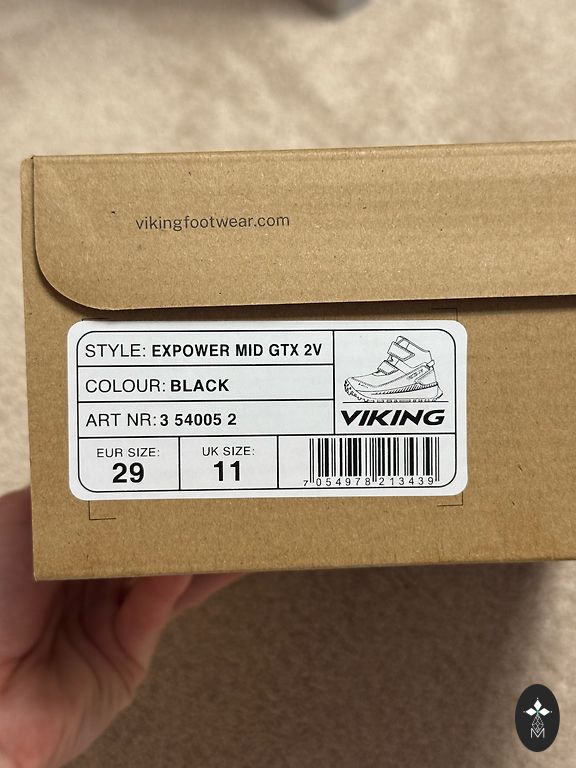 vikingfootwear.com
STYLE: EXPOWER MID GTX 2V
COLOUR: BLACK
ART NR: 3 54005 2
VIKING
EUR SIZE:
29
UK SIZE:
11
7 054978 213439
M